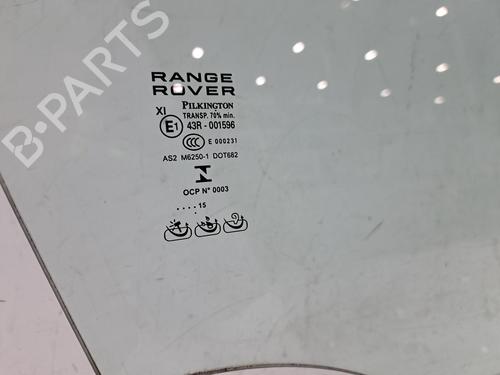 B-PARTS
RANGE
ROVER
PILKINGTON
XI TRANSP. 70% min.
E1 43R - 001596
CCC E 000231
AS2 M6250-1 DOT682
OCP N° 0003
....15